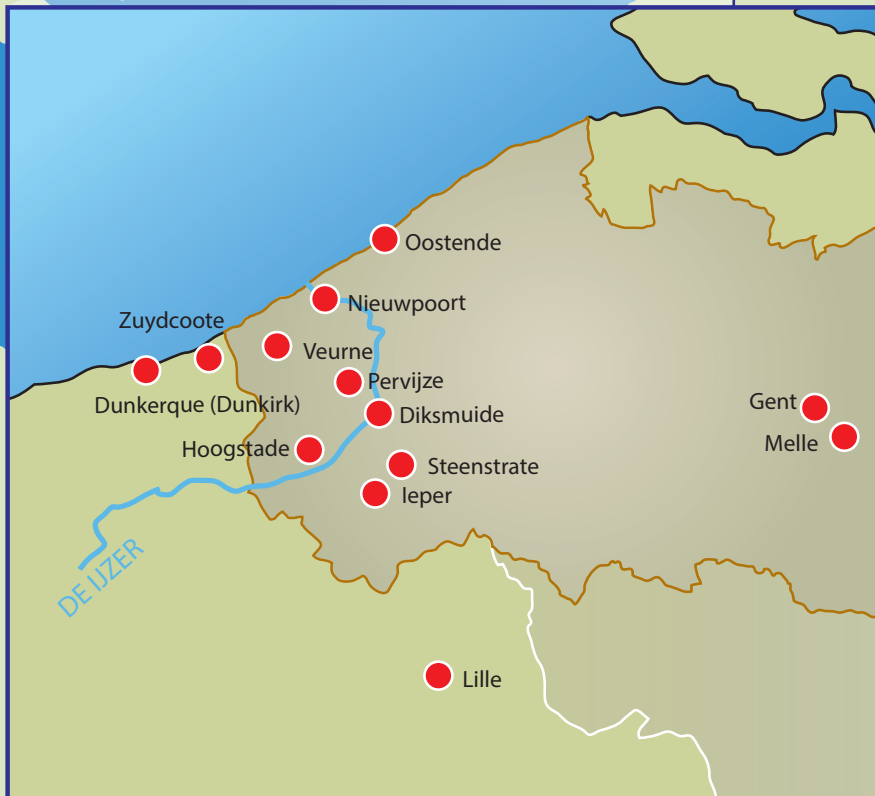 Oostende
Nieuwpoort
Zuydcoote
Veurne
Pervijze
Dunkerque (Dunkirk)
Diksmuide
Gent
Melle
Hoogstade
Steenstrate
Ieper
DE IJZER
Lille